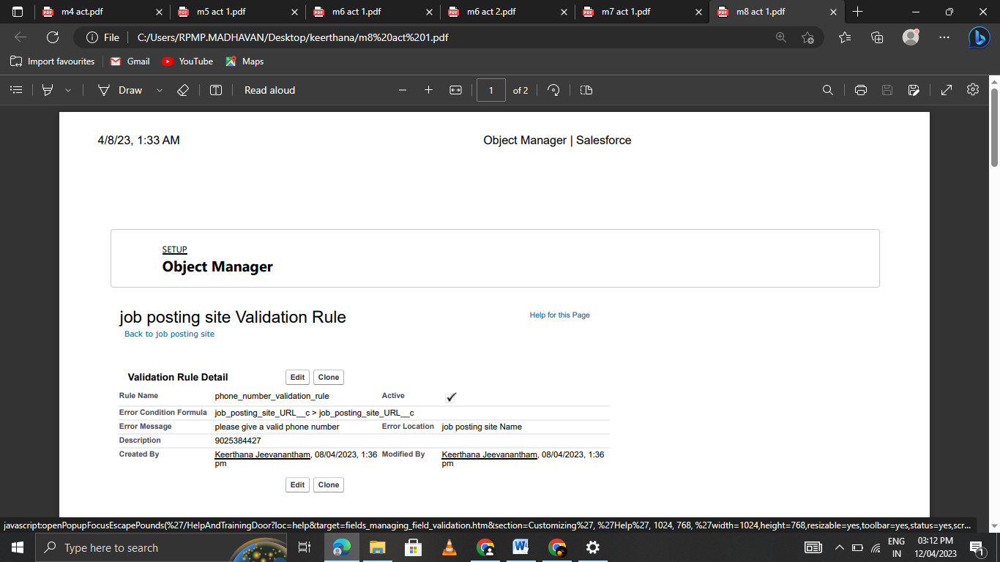 m4 act.pdf
m5 act 1.pdf
m6 act 1.pdf
m6 act 2.pdf
m7 act 1.pdf
m8 act 1.pdf
File
C:/Users/RPMP.MADHAVAN/Desktop/keerthana/m8%20act%201.pdf
Import favourites
Gmail
YouTube
Maps
Draw
Read aloud
1
of 2
4/8/23, 1:33 AM
Object Manager | Salesforce
SETUP
Object Manager
job posting site Validation Rule
Help for this Page
Back to job posting site
Validation Rule Detail
Edit
Clone
Rule Name
phone_number_validation_rule
Active
Error Condition Formula
job_posting_site_URL__c > job_posting_site_URL__c
Error Message
please give a valid phone number
Error Location
job posting site Name
Description
9025384427
Created By
Keerthana Jeevanantham, 08/04/2023, 1:36
pm
Modified By
Keerthana Jeevanantham, 08/04/2023, 1:36
pm
Edit
Clone
javascript:openPopupFocusEscapePounds(%27/HelpAndTrainingDoor?loc=help&target=fields_managing_field_validation.htm&section=Customizing%27, %27Help%27, 1024, 768, %27width=1024,height=768,resizable=yes,toolbar=yes,status=yes,scr...
Type here to search
ENG
IN
03:12 PM
12/04/2023
1